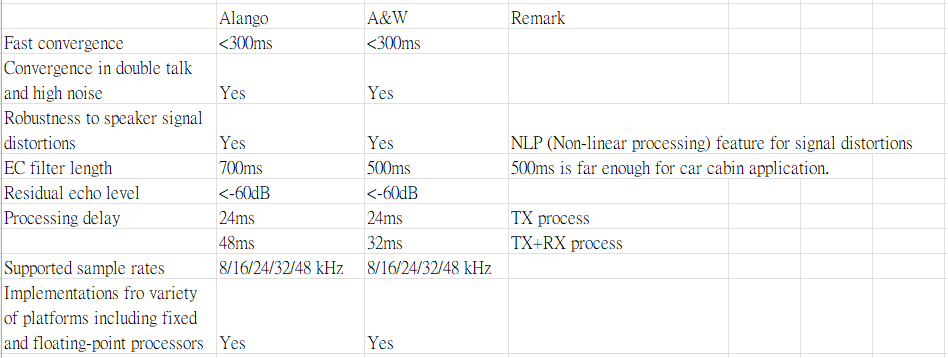 Alango A&W Remark
Fast convergence <300ms <300ms
Convergence in double talk
and high noise Yes Yes
Robustness to speaker signal
distortions Yes Yes NLP (Non-linear processing) feature for signal distortions
EC filter length 700ms 500ms 500ms is far enough for car cabin application.
Residual echo level <-60dB <-60dB
Processing delay 24ms 24ms TX process
48ms 32ms TX+RX process
Supported sample rates 8/16/24/32/48 kHz 8/16/24/32/48 kHz
Implementations fro variety
of platforms including fixed
and floating-point processors Yes Yes